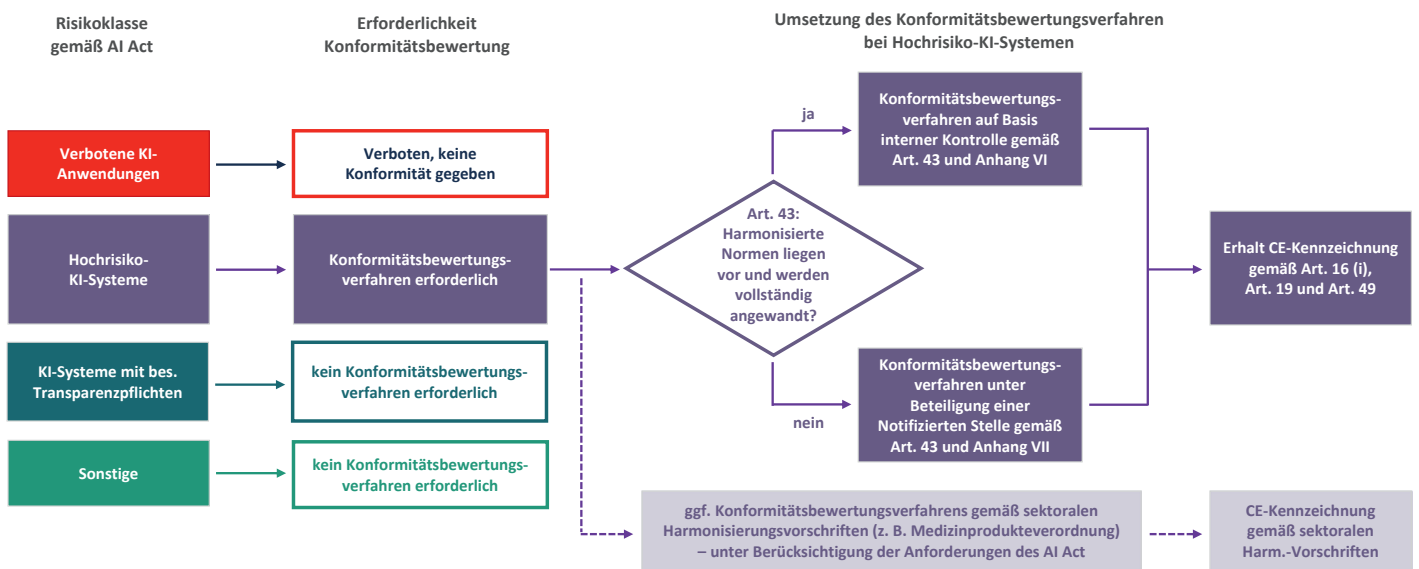 Risikoklasse
gemäß AI Act
Erforderlichkeit
Konformitätsbewertung
Umsetzung des Konformitätsbewertungsverfahren
bei Hochrisiko-KI-Systemen
Verbotene KI-
Anwendungen
Verboten, keine
Konformität gegeben
Hochrisiko-
KI-Systeme
Konformitätsbewertungs-
verfahren erforderlich
KI-Systeme mit bes.
Transparenzpflichten
kein Konformitätsbewertungs-
verfahren erforderlich
Sonstige
kein Konformitätsbewertungs-
verfahren erforderlich
Art. 43:
Harmonisierte
Normen liegen
vor und werden
vollständig
angewandt?
ja
Konformitätsbewertungs-
verfahren auf Basis
interner Kontrolle gemäß
Art. 43 und Anhang VI
nein
Konformitätsbewertungs-
verfahren unter
Beteiligung einer
Notifizierten Stelle gemäß
Art. 43 und Anhang VII
Erhalt CE-Kennzeichnung
gemäß Art. 16 (i),
Art. 19 und Art. 49
ggf. Konformitätsbewertungsverfahrens gemäß sektoralen
Harmonisierungsvorschriften (z. B. Medizinprodukteverordnung)
– unter Berücksichtigung der Anforderungen des AI Act
CE-Kennzeichnung
gemäß sektoralen
Harm.-Vorschriften